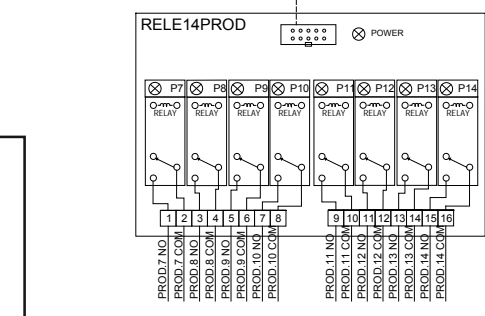 RELE14PROD
POWER
P7 P8 P9 P10 P11 P12 P13 P14
RELAY RELAY RELAY RELAY RELAY RELAY RELAY RELAY
1 2 3 4 5 6 7 8 9 10 11 12 13 14 15 16
PROD.7 NO
PROD.7 COM
PROD.8 NO
PROD.8 COM
PROD.9 NO
PROD.9 COM
PROD.10 NO
PROD.10 COM
PROD.11 NO
PROD.11 COM
PROD.12 NO
PROD.12 COM
PROD.13 NO
PROD.13 COM
PROD.14 NO
PROD.14 COM